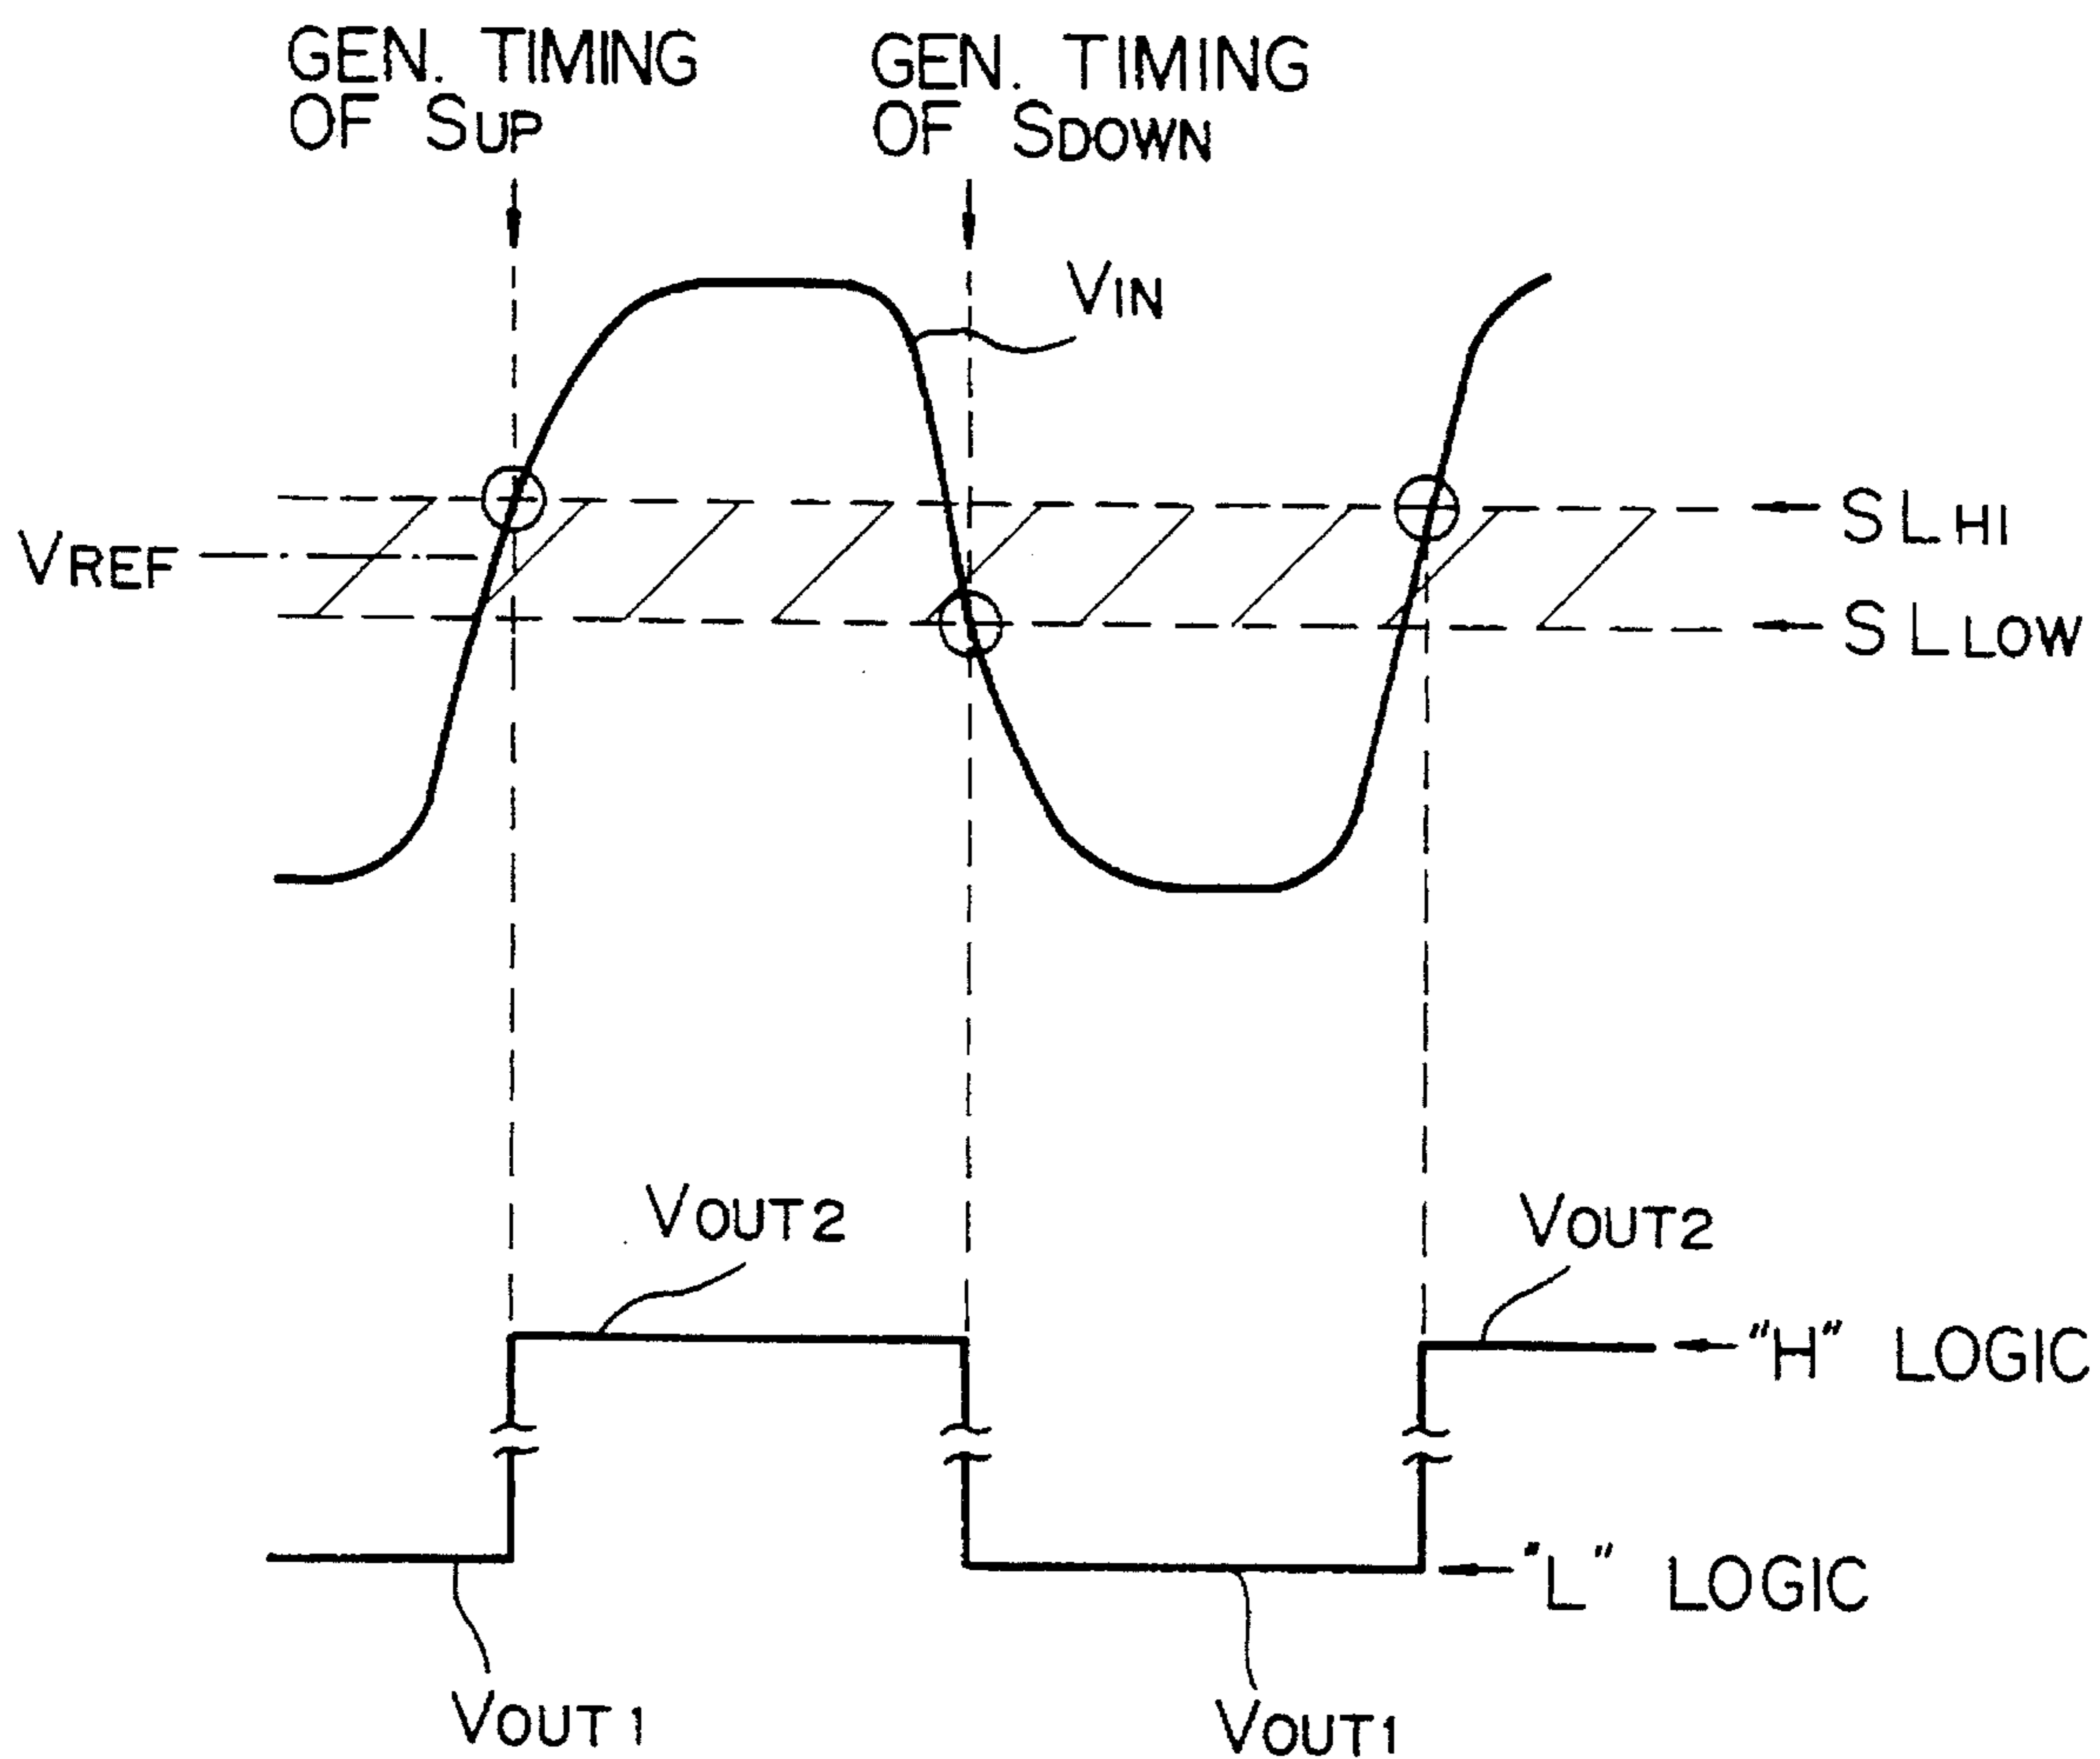 GEN. TIMING
OF SUP
GEN. TIMING
OF SDOWN
VIN
SLHI
VREF
SLLOW
VOUT2
VOUT2
"H" LOGIC
"L" LOGIC
VOUT1
VOUT1